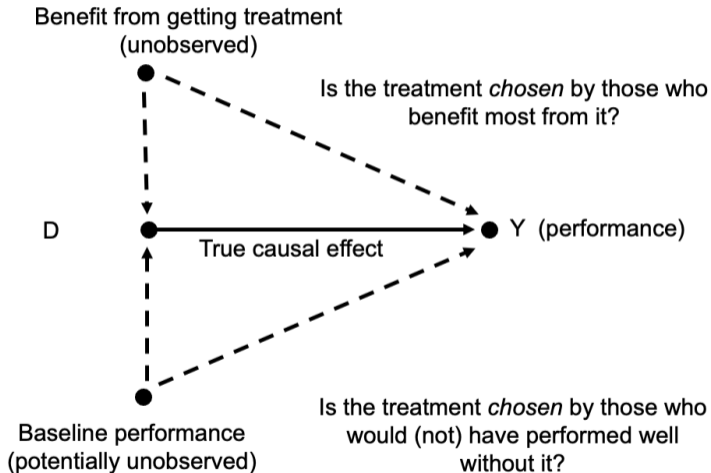 Benefit from getting treatment
(unobserved)
Is the treatment chosen by those who
benefit most from it?
D
Y (performance)
True causal effect
Is the treatment chosen by those who
would (not) have performed well
without it?
Baseline performance
(potentially unobserved)